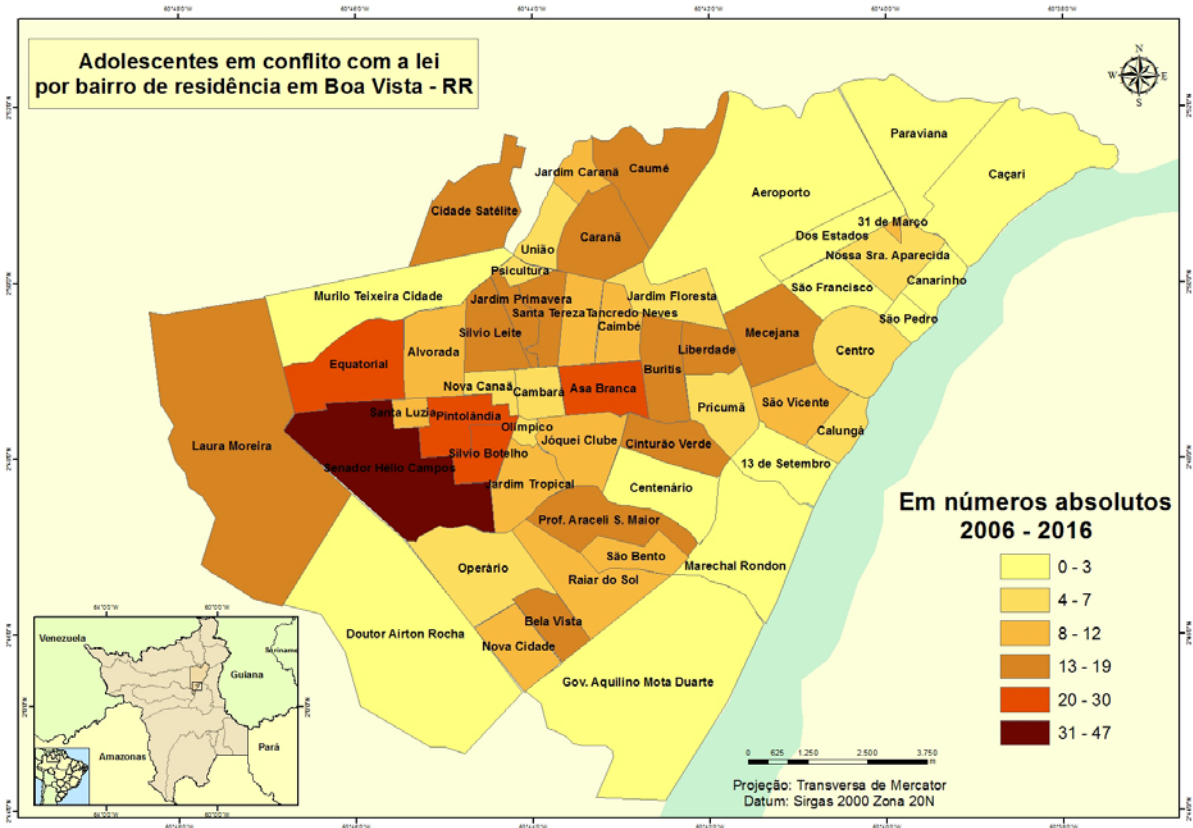 Adolescentes em conflito com a lei
por bairro de residência em Boa Vista - RR
N
W
E
S
Paraviana
Caçari
Jardim Caranã
Caumé
Aeroporto
Cidade Satélite
31 de Março
Caranã
Dos Estados
União
Nossa Sra. Aparecida
Psicultura
Canarinho
São Francisco
Murilo Teixeira Cidade
Jardim Primavera
Jardim Floresta
Santa Tereza
Tancredo Neves
São Pedro
Caimbé
Silvio Leite
Mecejana
Alvorada
Liberdade
Centro
Equatorial
Buritis
Nova Canaã
Cambará
Asa Branca
São Vicente
Pricumã
Santa Luzia
Pintolândia
Olímpico
Calungá
Laura Moreira
Jóquei Clube
Cinturão Verde
Silvio Botelho
Senador Hélio Campos
13 de Setembro
Jardim Tropical
Centenário
Prof. Araceli S. Maior
São Bento
Operário
Raiar do Sol
Marechal Rondon
Bela Vista
Doutor Airton Rocha
Nova Cidade
Gov. Aquilino Mota Duarte
Em números absolutos
2006 - 2016
0 - 3
4 - 7
8 - 12
13 - 19
20 - 30
31 - 47
Venezuela
Suriname
Guiana
Amazonas
Pará
0 625 1.250 2.500 3.750
m
Projeção: Transversa de Mercator
Datum: Sirgas 2000 Zona 20N